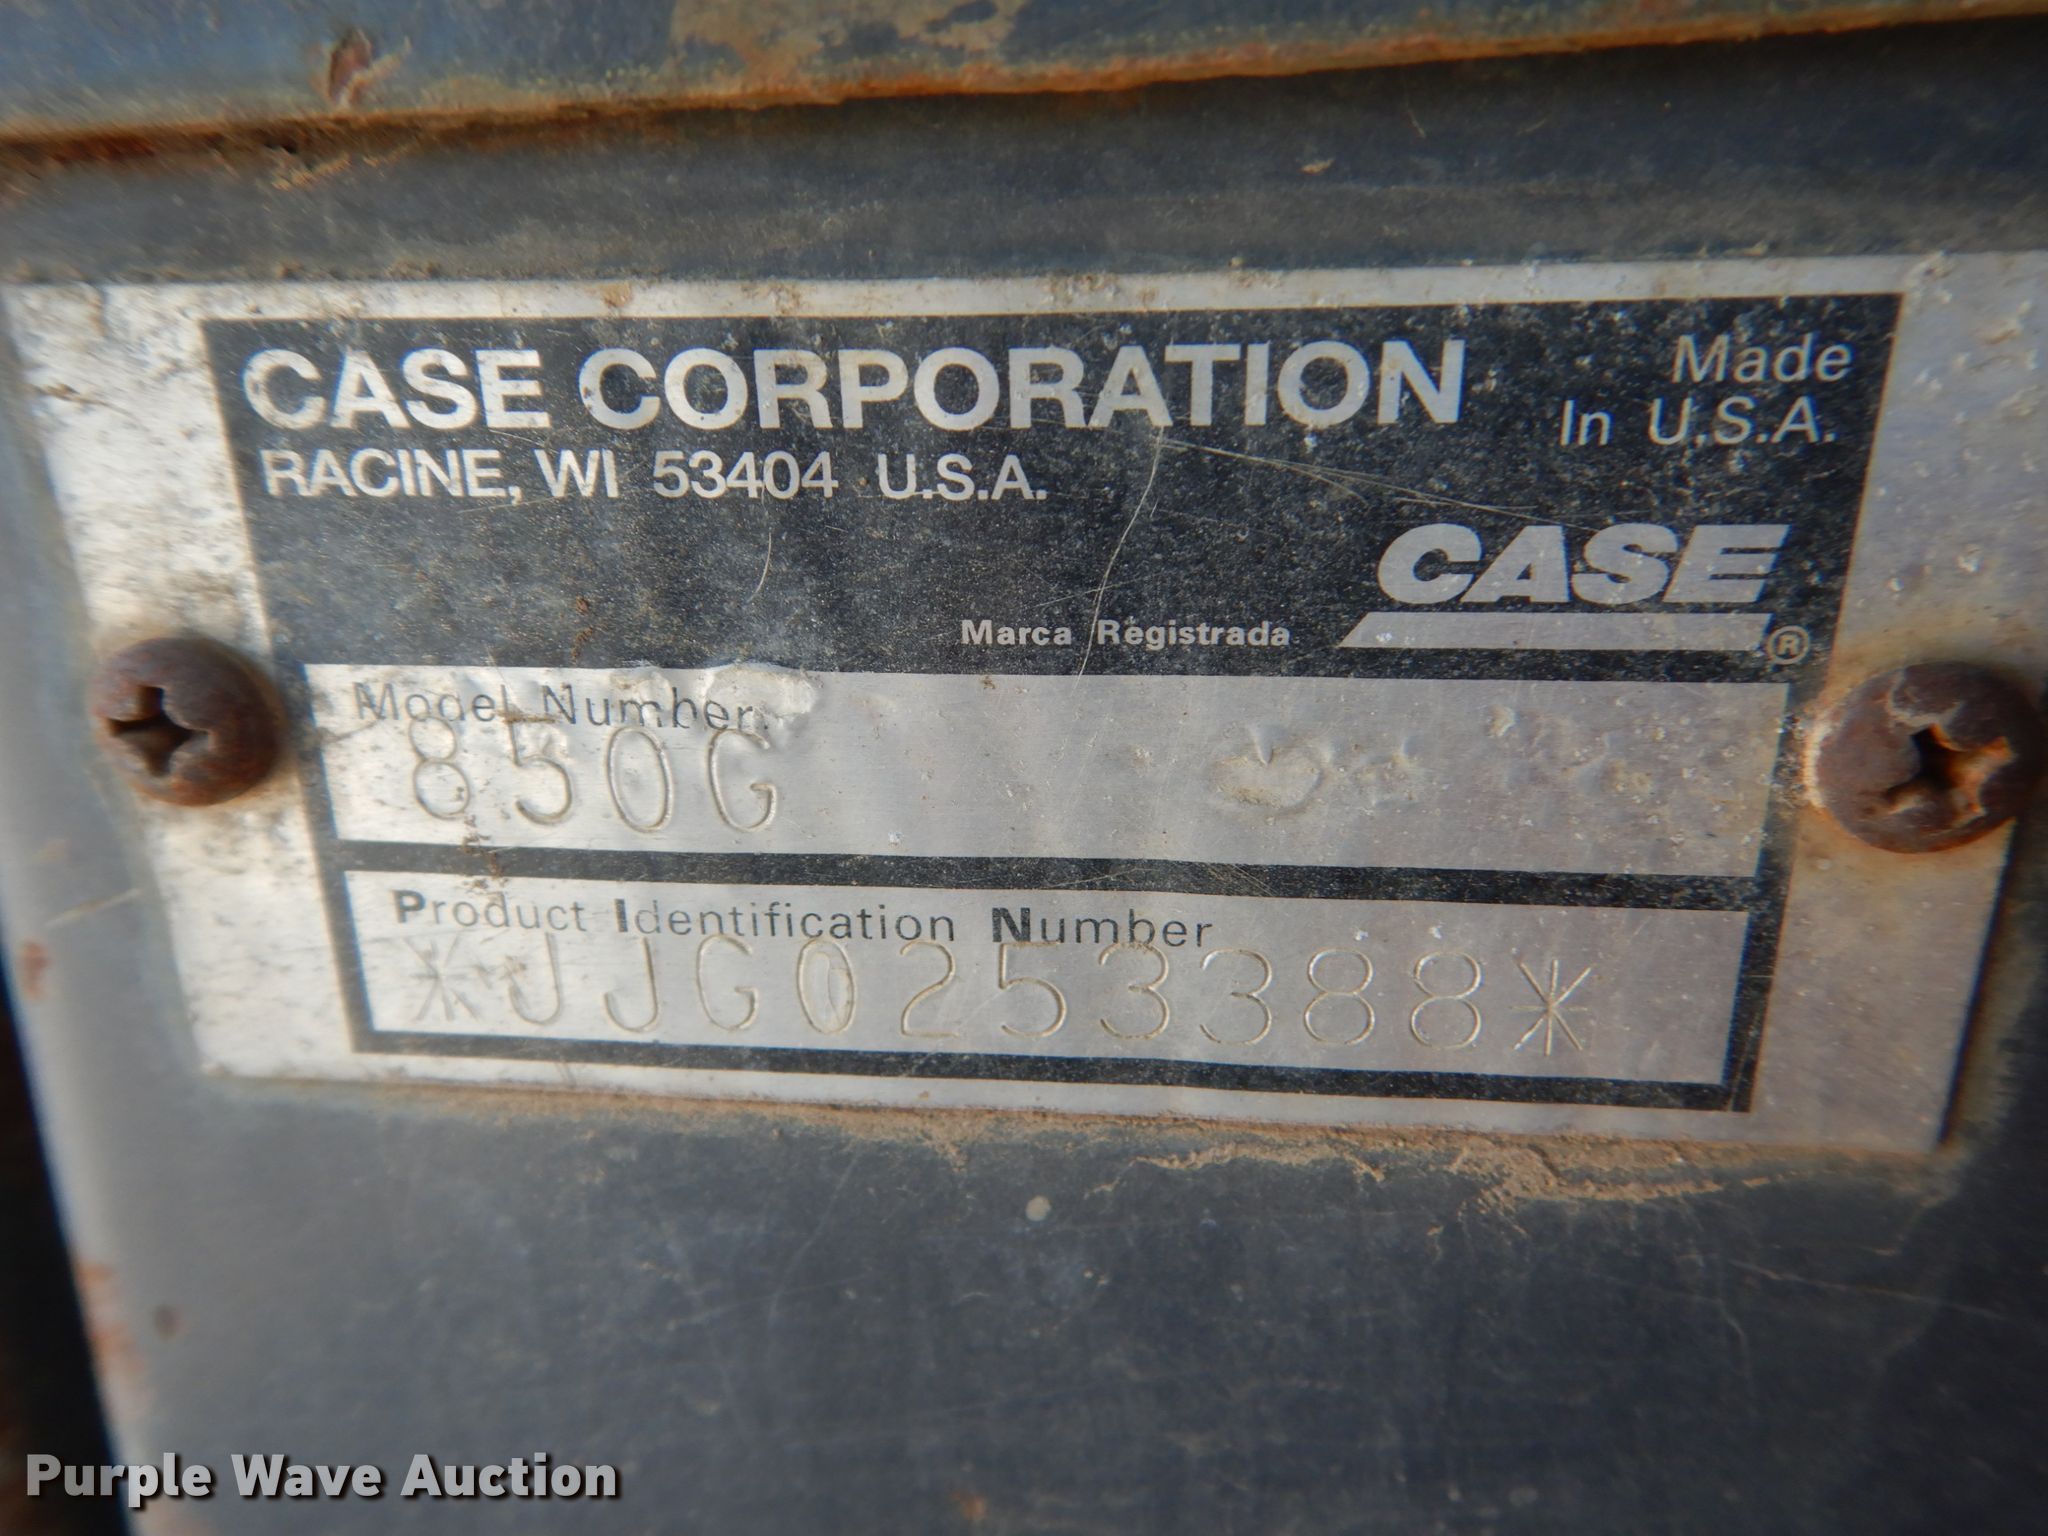 CASE CORPORATION
Made
In U.S.A.
RACINE, WI 53404 U.S.A.
CASE
Marca Registrada ®
Model Number
850G
Product Identification Number
*JJG0253388*
Purple Wave Auction